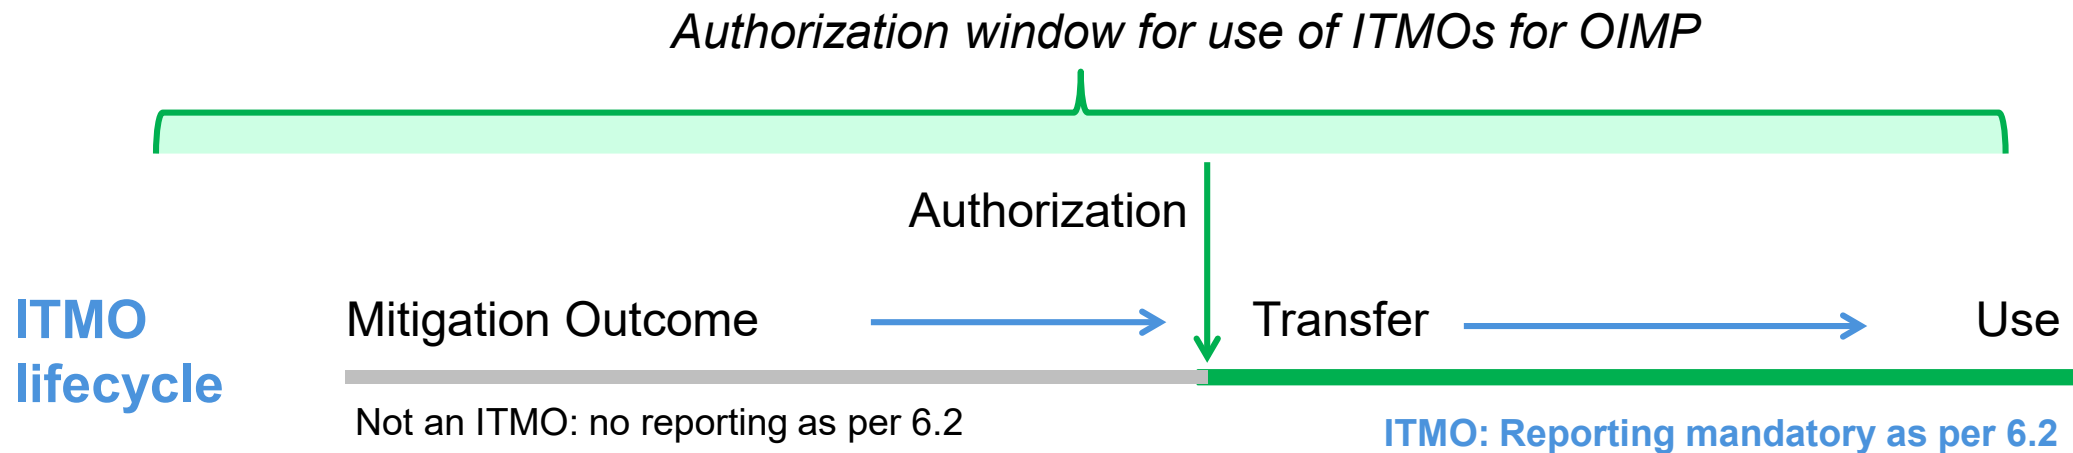 Authorization window for use of ITMOs for OIMP
Authorization
ITMO
lifecycle
Mitigation Outcome
Transfer
Use
Not an ITMO: no reporting as per 6.2
ITMO: Reporting mandatory as per 6.2